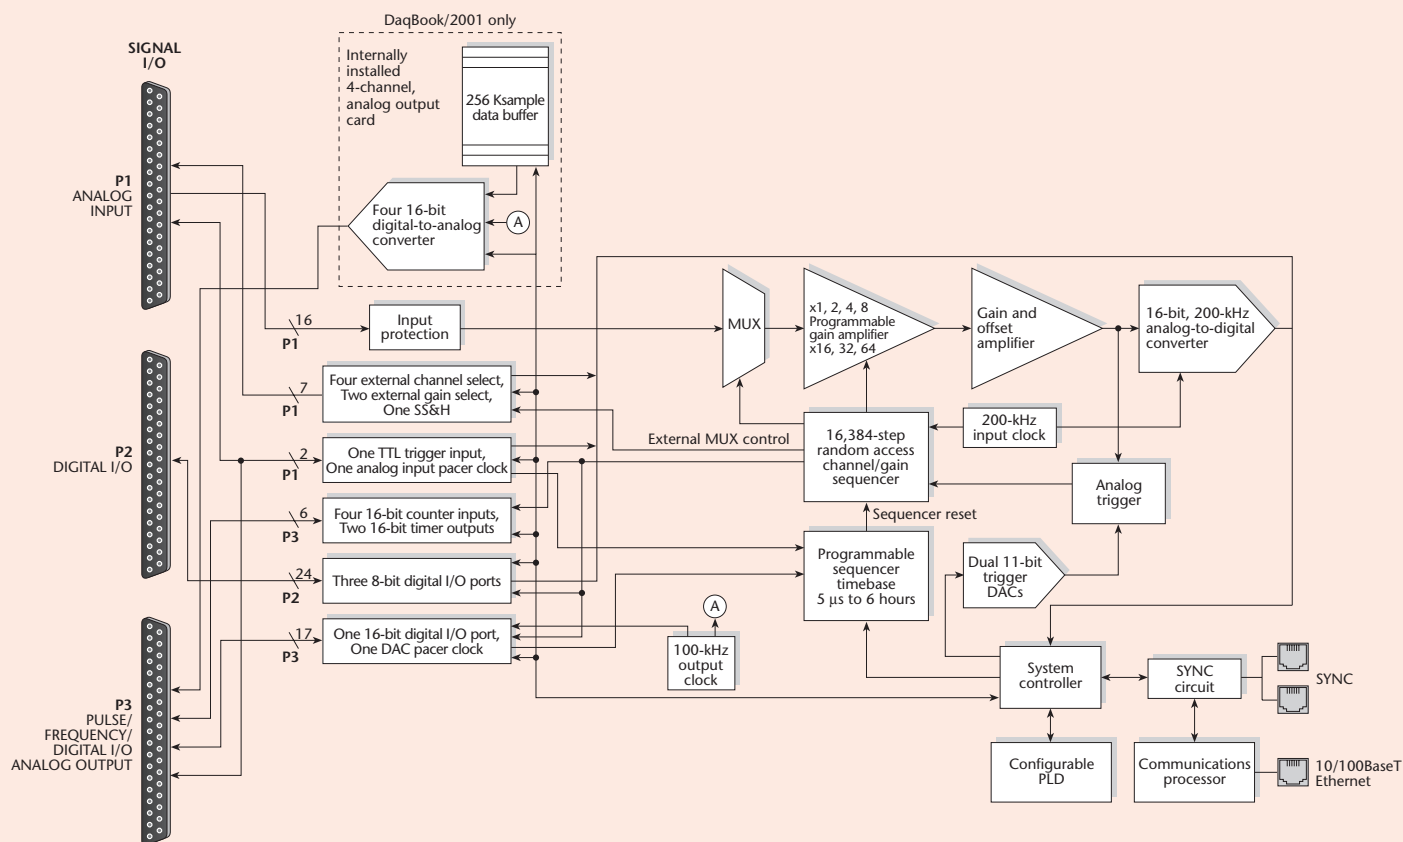 DaqBook/2001 only
SIGNAL
I/O
Internally
installed
4-channel,
analog output
card
256 Ksample
data buffer
P1
ANALOG
INPUT
Four 16-bit
digital-to-analog
converter
A
16
P1
Input
protection
MUX
x1, 2, 4, 8
Programmable
gain amplifier
x16, 32, 64
Gain and
offset
amplifier
16-bit, 200-kHz
analog-to-digital
converter
7
P1
Four external channel select,
Two external gain select,
One SS&H
External MUX control
16,384-step
random access
channel/gain
sequencer
200-kHz
input clock
P2
DIGITAL I/O
2
P1
One TTL trigger input,
One analog input pacer clock
Analog
trigger
6
P3
Four 16-bit counter inputs,
Two 16-bit timer outputs
Sequencer reset
Programmable
sequencer
timebase
5 µs to 6 hours
Dual 11-bit
trigger
DACs
24
P2
Three 8-bit digital I/O ports
17
P3
One 16-bit digital I/O port,
One DAC pacer clock
A
100-kHz
output
clock
System
controller
SYNC
circuit
SYNC
P3
PULSE/
FREQUENCY/
DIGITAL I/O
ANALOG OUTPUT
Configurable
PLD
Communications
processor
10/100BaseT
Ethernet